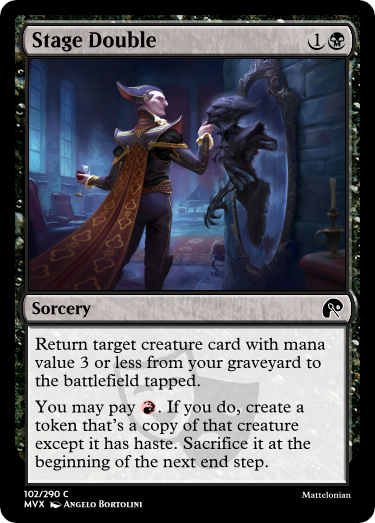 Stage Double 1
Sorcery
Return target creature card with mana
value 3 or less from your graveyard to
the battlefield tapped.
You may pay . If you do, create a
token that's a copy of that creature
except it has haste. Sacrifice it at the
beginning of the next end step.
102/290 C
Mattelonian
MVX Angelo Bortolini